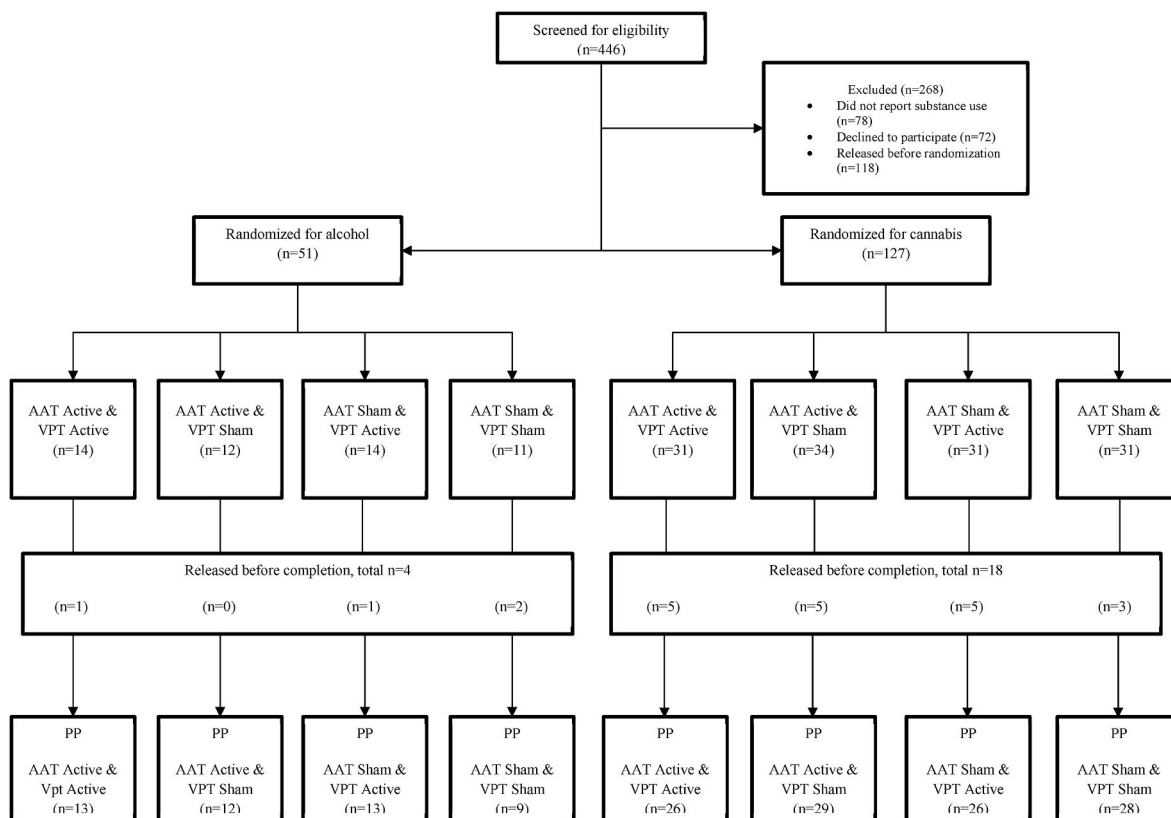 Screened for eligibility
(n=446)
Excluded (n=268)
• Did not report substance use
(n=78)
• Declined to participate (n=72)
• Released before randomization
(n=118)
Randomized for alcohol
(n=51)
Randomized for cannabis
(n=127)
AAT Active &
VPT Active
(n=14)
AAT Active &
VPT Sham
(n=12)
AAT Sham &
VPT Active
(n=14)
AAT Sham &
VPT Sham
(n=11)
AAT Active &
VPT Active
(n=31)
AAT Active &
VPT Sham
(n=34)
AAT Sham &
VPT Active
(n=31)
AAT Sham &
VPT Sham
(n=31)
Released before completion, total n=4
(n=1) (n=0) (n=1) (n=2)
Released before completion, total n=18
(n=5) (n=5) (n=5) (n=3)
PP
AAT Active &
Vpt Active
(n=13)
PP
AAT Active &
VPT Sham
(n=12)
PP
AAT Sham &
VPT Active
(n=13)
PP
AAT Sham &
VPT Sham
(n=9)
PP
AAT Active &
VPT Active
(n=26)
PP
AAT Active &
VPT Sham
(n=29)
PP
AAT Sham &
VPT Active
(n=26)
PP
AAT Sham &
VPT Sham
(n=28)